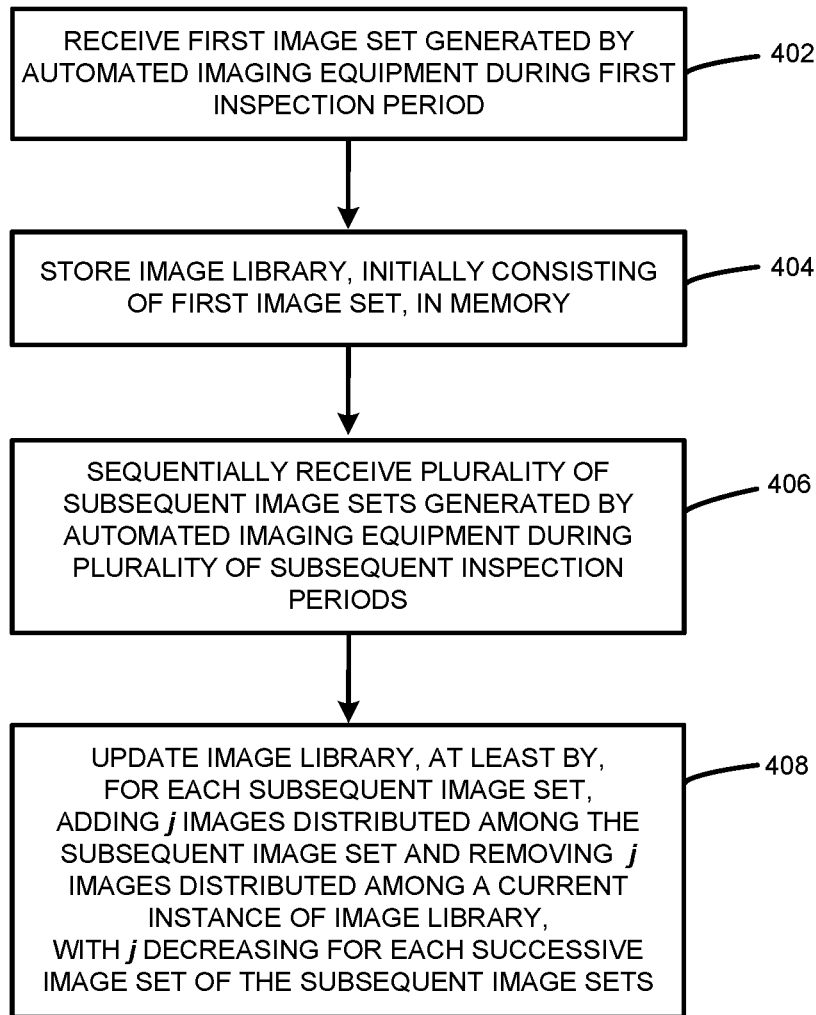 RECEIVE FIRST IMAGE SET GENERATED BY
AUTOMATED IMAGING EQUIPMENT DURING FIRST
INSPECTION PERIOD
402
STORE IMAGE LIBRARY, INITIALLY CONSISTING
OF FIRST IMAGE SET, IN MEMORY
404
SEQUENTIALLY RECEIVE PLURALITY OF
SUBSEQUENT IMAGE SETS GENERATED BY
AUTOMATED IMAGING EQUIPMENT DURING
PLURALITY OF SUBSEQUENT INSPECTION
PERIODS
406
UPDATE IMAGE LIBRARY, AT LEAST BY,
FOR EACH SUBSEQUENT IMAGE SET,
ADDING j IMAGES DISTRIBUTED AMONG THE
SUBSEQUENT IMAGE SET AND REMOVING j
IMAGES DISTRIBUTED AMONG A CURRENT
INSTANCE OF IMAGE LIBRARY,
WITH j DECREASING FOR EACH SUCCESSIVE
IMAGE SET OF THE SUBSEQUENT IMAGE SETS
408